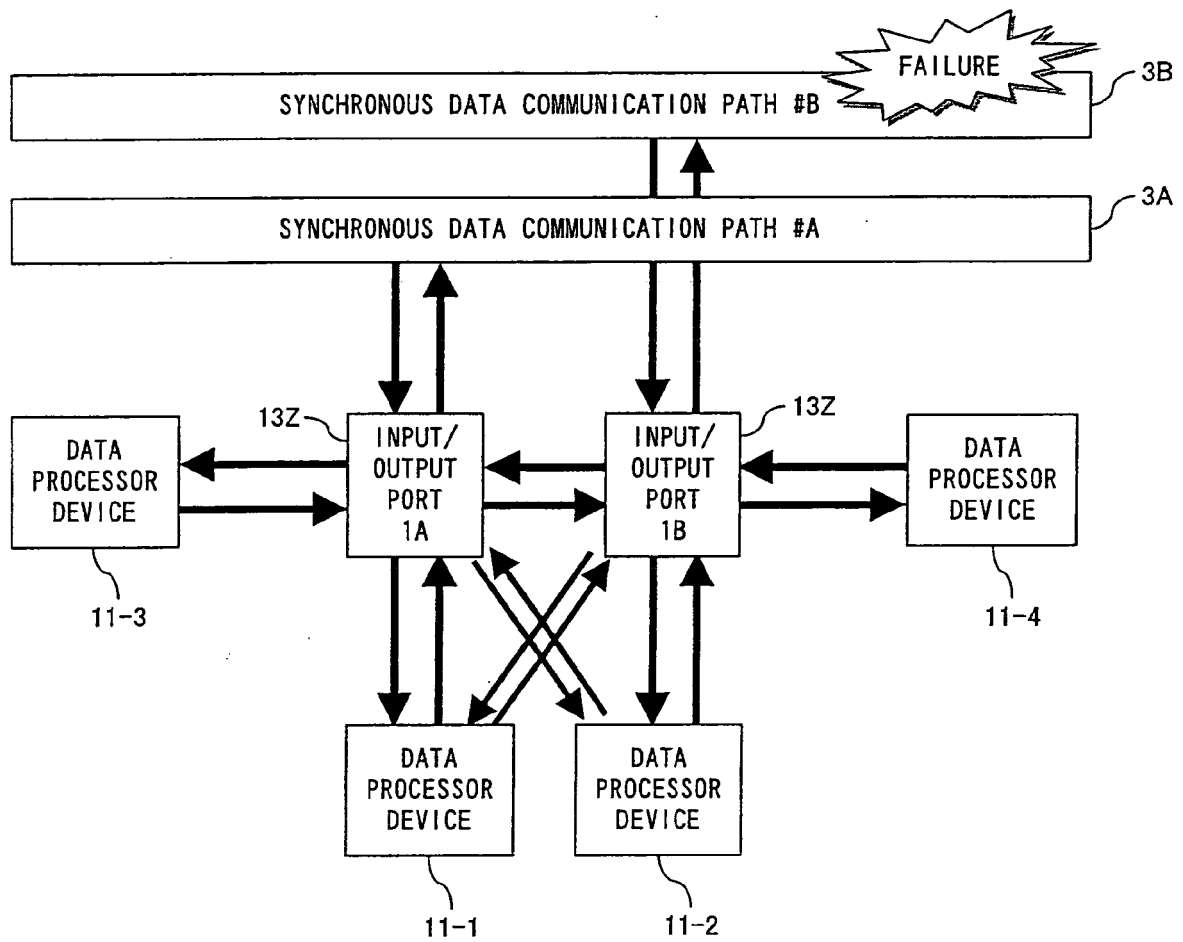 FAILURE
3B
SYNCHRONOUS DATA COMMUNICATION PATH #B
3A
SYNCHRONOUS DATA COMMUNICATION PATH #A
13Z
13Z
DATA
PROCESSOR
DEVICE
INPUT/
OUTPUT
PORT
1A
INPUT/
OUTPUT
PORT
1B
DATA
PROCESSOR
DEVICE
11-3
11-4
DATA
PROCESSOR
DEVICE
DATA
PROCESSOR
DEVICE
11-1
11-2